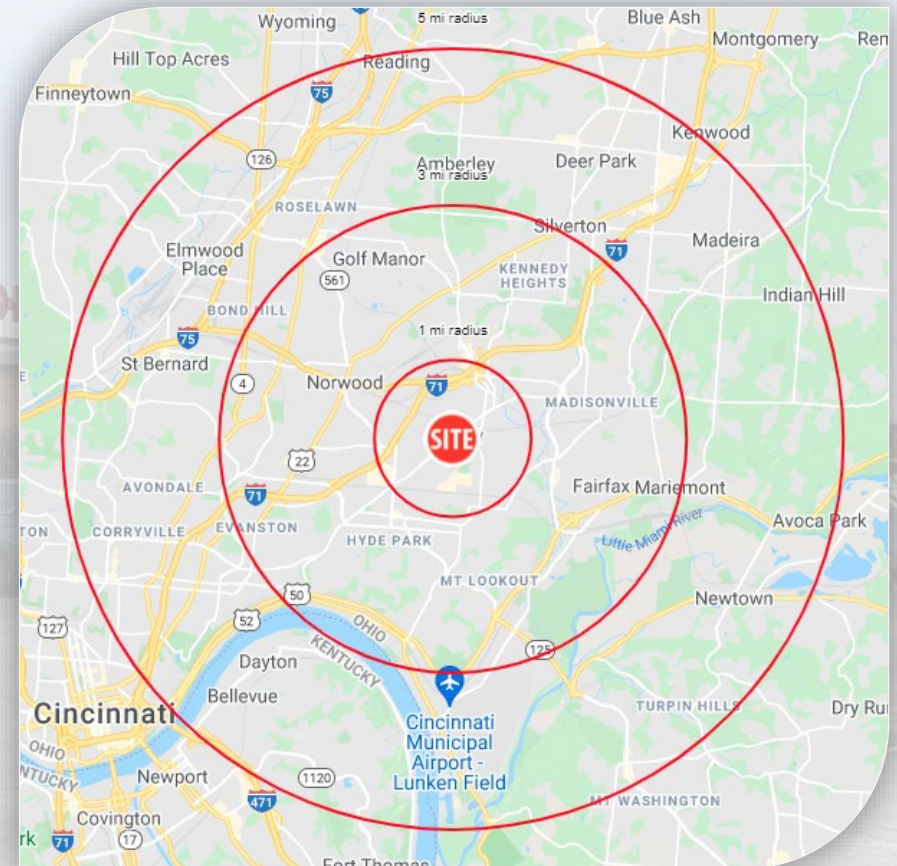 5 mi radius
Wyoming
Blue Ash
Montgomery
Hill Top Acres
Reading
Finneytown
75
Kenwood
126
Amberley
Deer Park
3 mi radius
ROSELAWN
Silverton
Elmwood
Place
Golf Manor
71
Madeira
KENNEDY
HEIGHTS
561
Indian Hill
BOND HILL
1 mi radius
75
St Bernard
4
Norwood
71
MADISONVILLE
SITE
22
AVONDALE
71
Fairfax
Mariemont
CORRYVILLE
EVANSTON
HYDE PARK
Little Miami River
Avoca Park
MT LOOKOUT
50
Newtown
52
127
OHIO
KENTUCKY
125
Dayton
Bellevue
Cincinnati
TURPIN HILLS
Cincinnati
Municipal
Airport -
Lunken Field
OHIO
Newport
1120
471
MT WASHINGTON
Covington
71
17
Fort Thomas